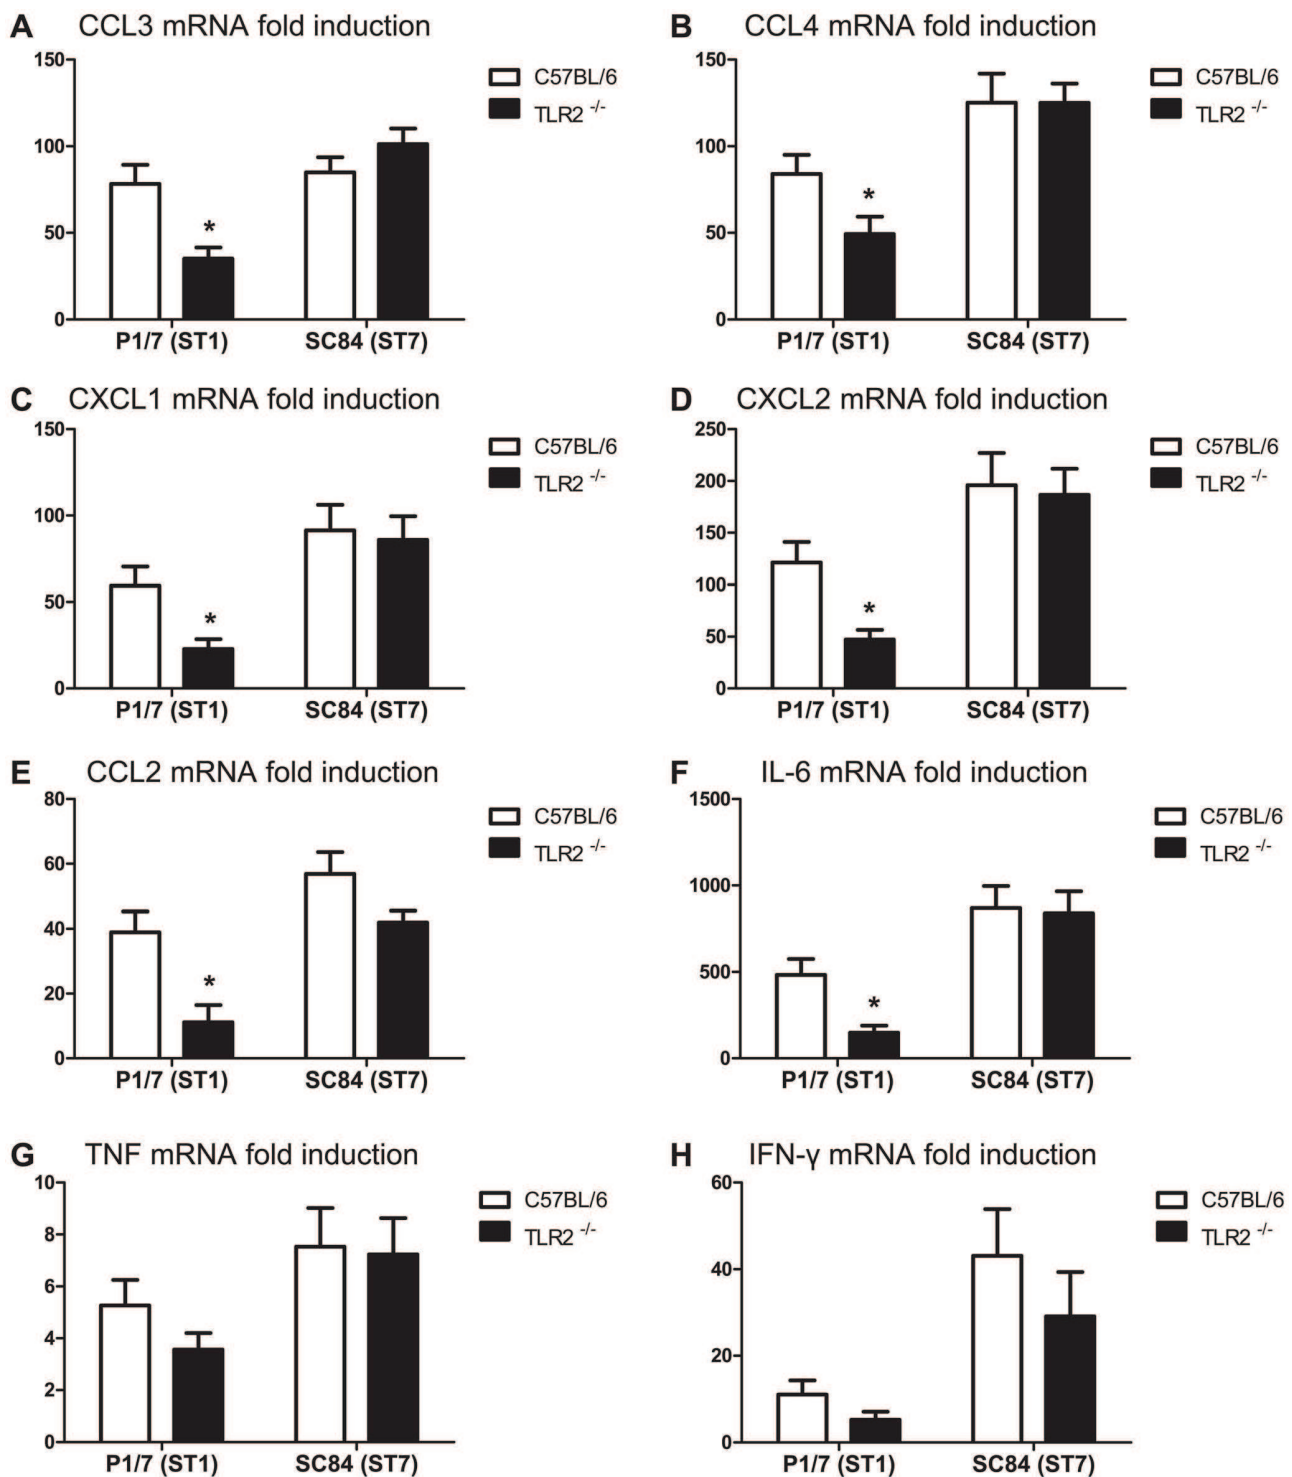 A CCL3 mRNA fold induction
150
100
50
0
C57BL/6
TLR2 -/-
*
P1/7 (ST1) SC84 (ST7)
B CCL4 mRNA fold induction
150
100
50
0
C57BL/6
TLR2 -/-
*
P1/7 (ST1) SC84 (ST7)
C CXCL1 mRNA fold induction
150
100
50
0
C57BL/6
TLR2 -/-
*
P1/7 (ST1) SC84 (ST7)
D CXCL2 mRNA fold induction
250
200
150
100
50
0
C57BL/6
TLR2 -/-
*
P1/7 (ST1) SC84 (ST7)
E CCL2 mRNA fold induction
80
60
40
20
0
C57BL/6
TLR2 -/-
*
P1/7 (ST1) SC84 (ST7)
F IL-6 mRNA fold induction
1500
1000
500
0
C57BL/6
TLR2 -/-
*
P1/7 (ST1) SC84 (ST7)
G TNF mRNA fold induction
10
8
6
4
2
0
C57BL/6
TLR2 -/-
P1/7 (ST1) SC84 (ST7)
H IFN-γ mRNA fold induction
60
40
20
0
C57BL/6
TLR2 -/-
P1/7 (ST1) SC84 (ST7)